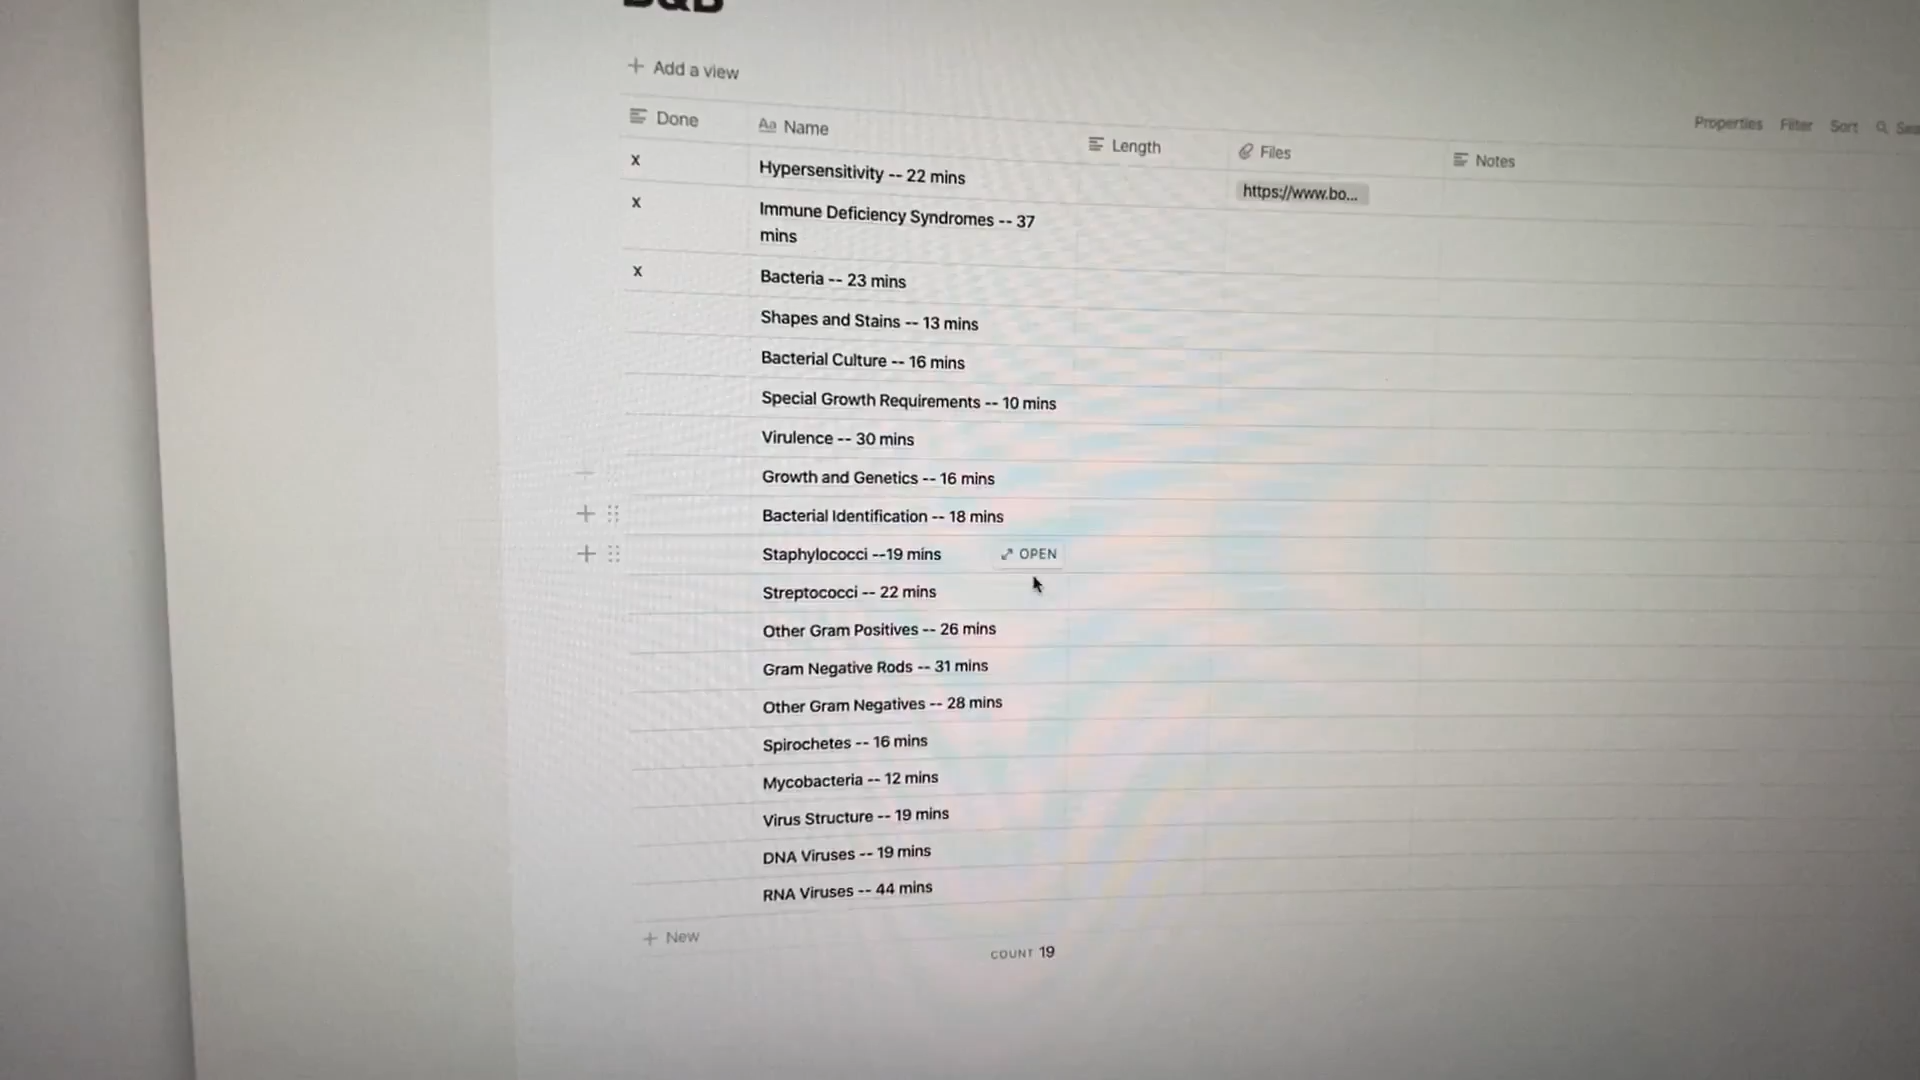 B&B
+ Add a view
Properties Filter Sort
Done Aa Name Length Files Notes
x Hypersensitivity -- 22 mins https://www.bo...
x Immune Deficiency Syndromes -- 37
mins
x Bacteria -- 23 mins
Shapes and Stains -- 13 mins
Bacterial Culture -- 16 mins
Special Growth Requirements -- 10 mins
Virulence -- 30 mins
Growth and Genetics -- 16 mins
Bacterial Identification -- 18 mins
Staphylococci --19 mins OPEN
Streptococci -- 22 mins
Other Gram Positives -- 26 mins
Gram Negative Rods -- 31 mins
Other Gram Negatives -- 28 mins
Spirochetes -- 16 mins
Mycobacteria -- 12 mins
Virus Structure -- 19 mins
DNA Viruses -- 19 mins
RNA Viruses -- 44 mins
+ New
COUNT 19